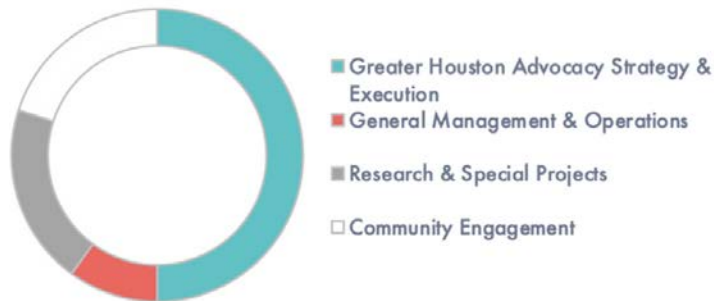 Greater Houston Advocacy Strategy &
Execution
General Management & Operations
Research & Special Projects
Community Engagement